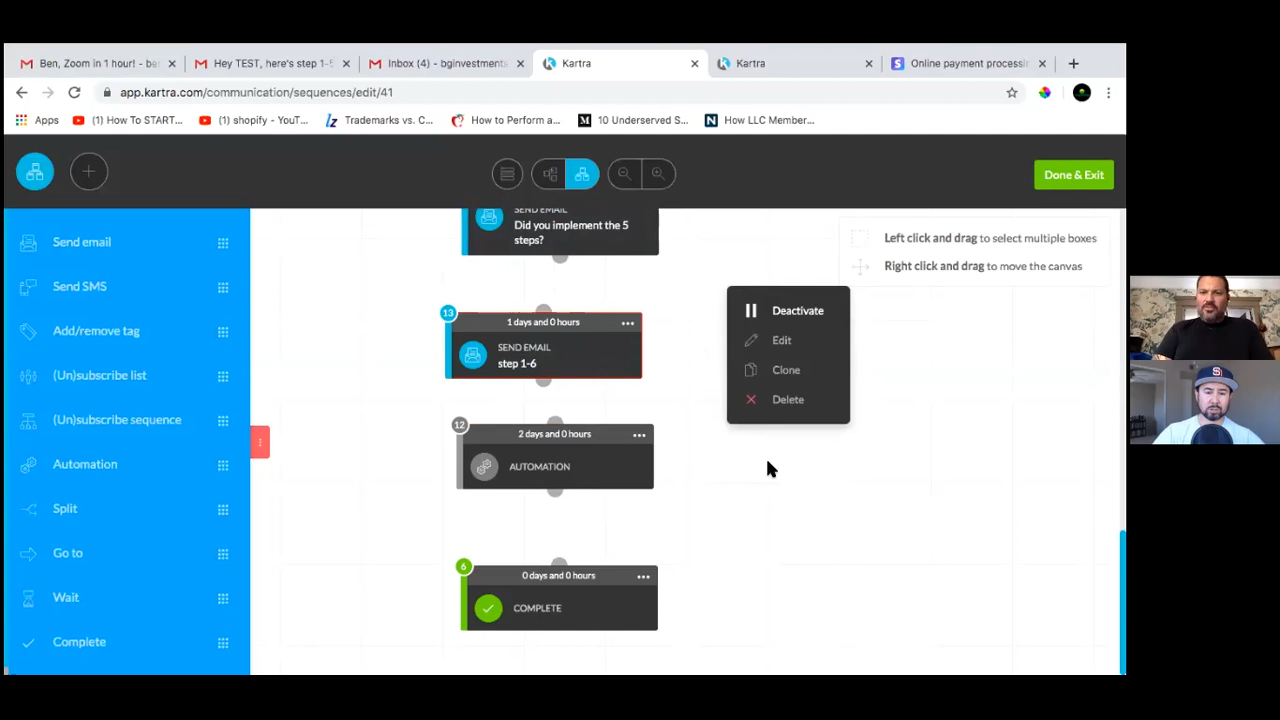 Ben, Zoom in 1 hour! - be
Hey TEST, here's step 1-5
Inbox (4) - bginvestments
Kartra
Kartra
Online payment processin
app.kartra.com/communication/sequences/edit/41
Apps
(1) How To START...
(1) shopify - YouT...
Trademarks vs. C...
How to Perform a...
10 Underserved S...
How LLC Member...
Done & Exit
Send email
Send SMS
Add/remove tag
(Un)subscribe list
(Un)subscribe sequence
Automation
Split
Go to
Wait
Complete
SEND EMAIL
Did you implement the 5
steps?
Left click and drag to select multiple boxes
Right click and drag to move the canvas
13
1 days and 0 hours
SEND EMAIL
step 1-6
Deactivate
Edit
Clone
Delete
12
2 days and 0 hours
AUTOMATION
6
0 days and 0 hours
COMPLETE